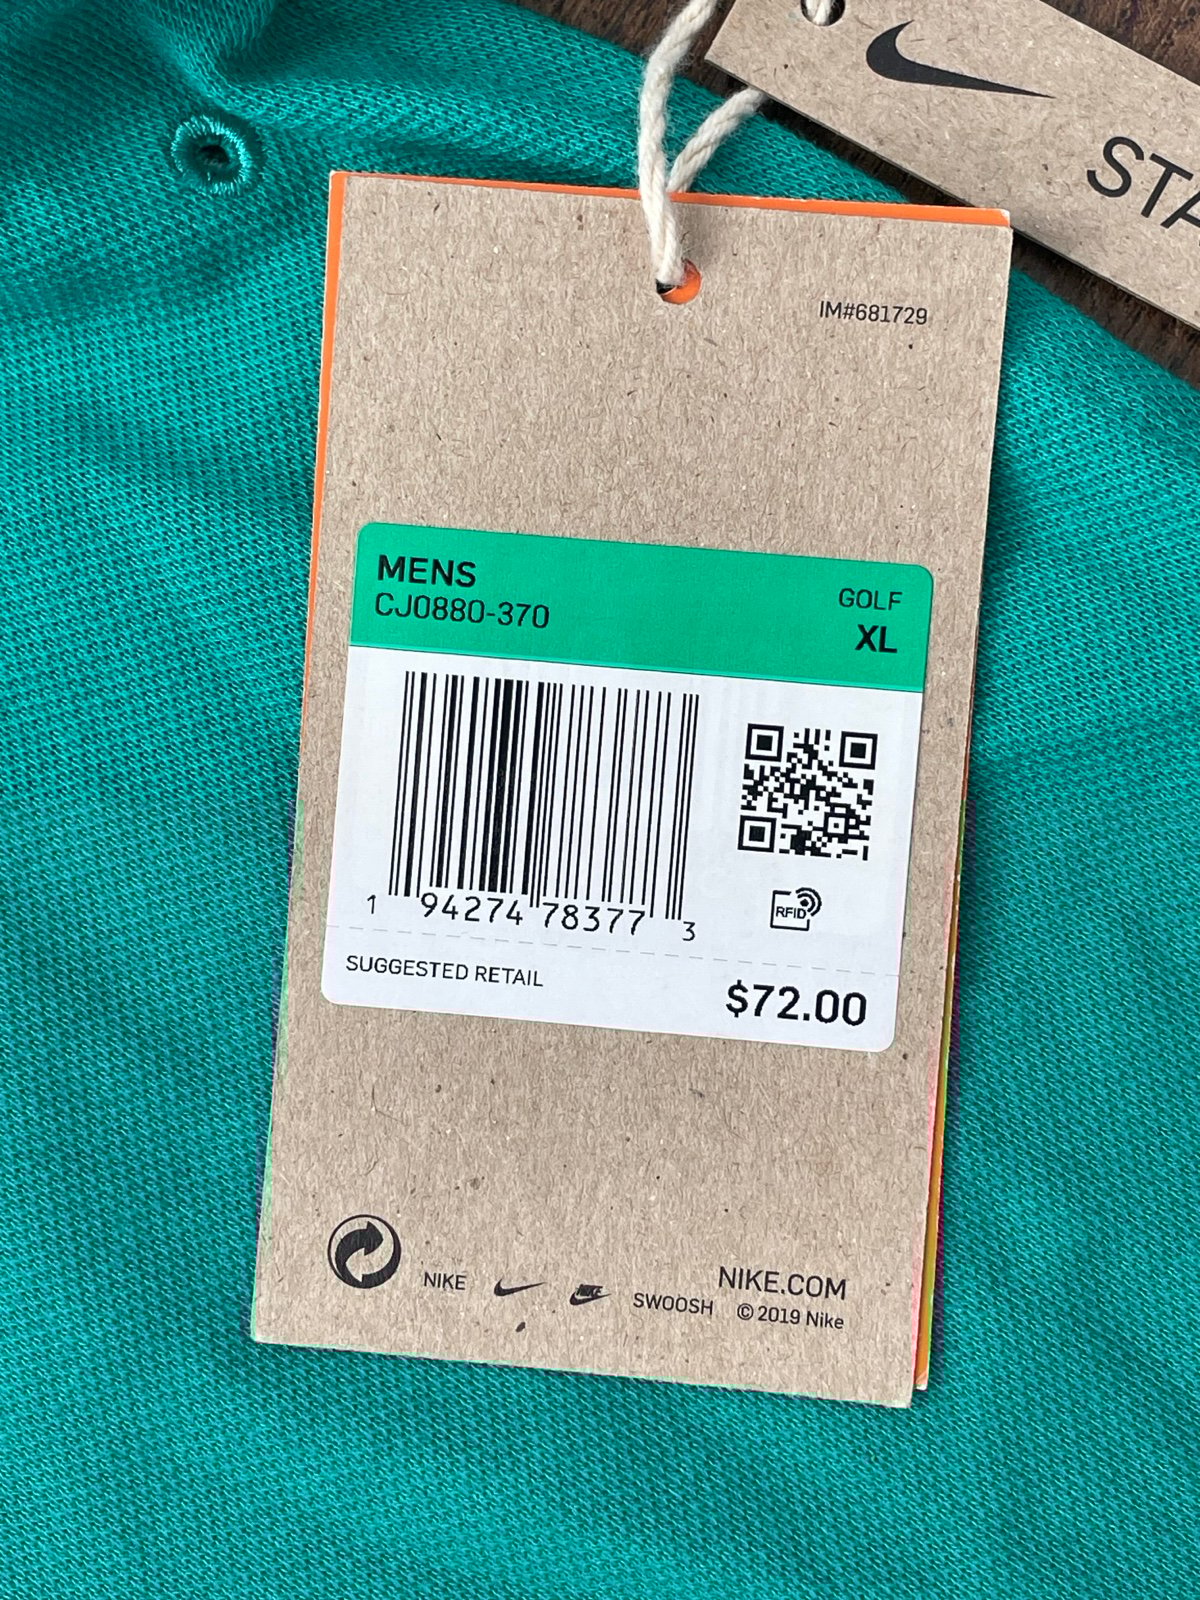 STA
IM#681729
MENS
CJ0880-370
GOLF
XL
1 94274 78377 3
RFID
SUGGESTED RETAIL
$72.00
NIKE
NIKE
SWOOSH
NIKE.COM
© 2019 Nike